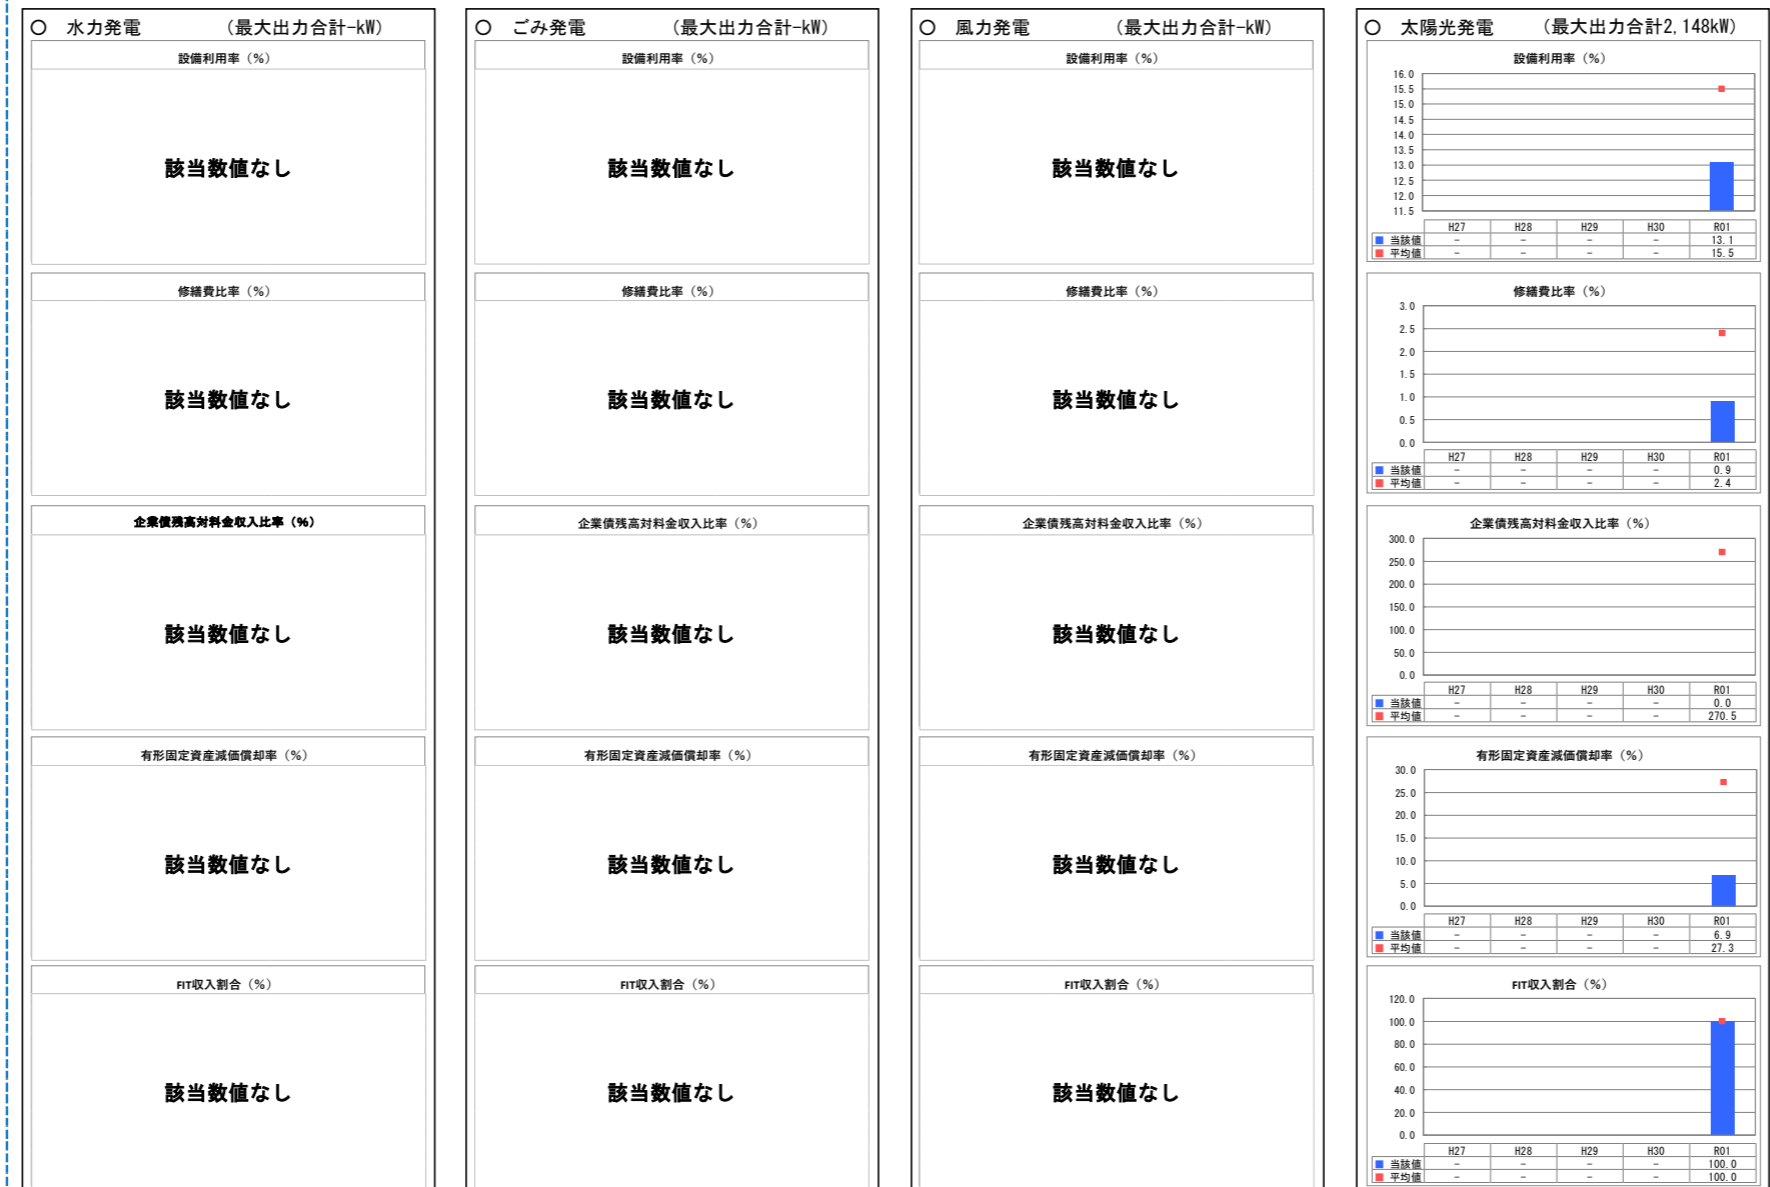 ○ 水力発電 (最大出力合計-kW)
設備利用率（%）
該当数値なし
修繕費比率（%）
該当数値なし
企業債残高対料金収入比率（%）
該当数値なし
有形固定資産減価償却率（%）
該当数値なし
FIT収入割合（%）
該当数値なし
○ ごみ発電 (最大出力合計-kW)
設備利用率（%）
該当数値なし
修繕費比率（%）
該当数値なし
企業債残高対料金収入比率（%）
該当数値なし
有形固定資産減価償却率（%）
該当数値なし
FIT収入割合（%）
該当数値なし
○ 風力発電 (最大出力合計-kW)
設備利用率（%）
該当数値なし
修繕費比率（%）
該当数値なし
企業債残高対料金収入比率（%）
該当数値なし
有形固定資産減価償却率（%）
該当数値なし
FIT収入割合（%）
該当数値なし
○ 太陽光発電 (最大出力合計2,148kW)
設備利用率（%）
16.0
15.5
15.0
14.5
14.0
13.5
13.0
12.5
12.0
11.5
H27 H28 H29 H30 R01
当該値 - - - - 13.1
平均値 - - - - 15.5
修繕費比率（%）
3.0
2.5
2.0
1.5
1.0
0.5
0.0
H27 H28 H29 H30 R01
当該値 - - - - 0.9
平均値 - - - - 2.4
企業債残高対料金収入比率（%）
300.0
250.0
200.0
150.0
100.0
50.0
0.0
H27 H28 H29 H30 R01
当該値 - - - - 0.0
平均値 - - - - 270.5
有形固定資産減価償却率（%）
30.0
25.0
20.0
15.0
10.0
5.0
0.0
H27 H28 H29 H30 R01
当該値 - - - - 6.9
平均値 - - - - 27.3
FIT収入割合（%）
120.0
100.0
80.0
60.0
40.0
20.0
0.0
H27 H28 H29 H30 R01
当該値 - - - - 100.0
平均値 - - - - 100.0